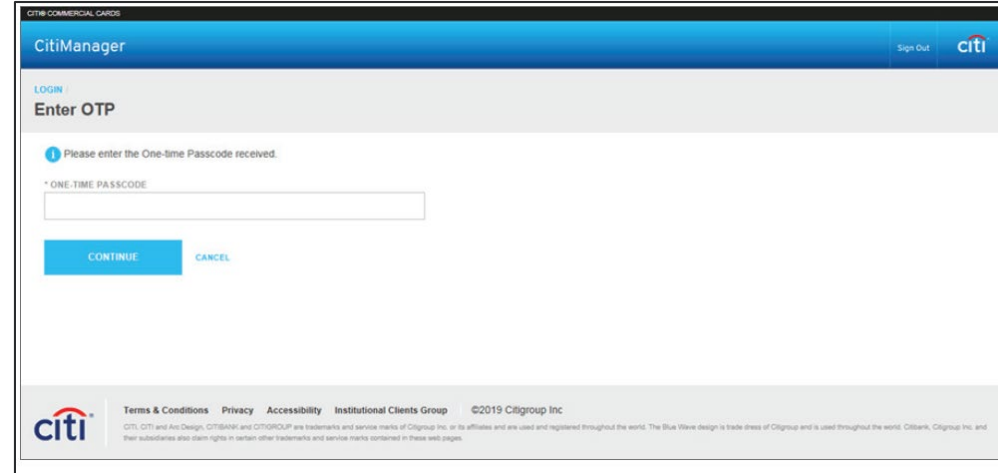 CITI® COMMERCIAL CARDS
CitiManager
Sign Out
citi
LOGIN /
Enter OTP
Please enter the One-time Passcode received.
* ONE-TIME PASSCODE
CONTINUE
CANCEL
citi
Terms & Conditions Privacy Accessibility Institutional Clients Group ©2019 Citigroup Inc
CITI, CITI and Arc Design, CITIBANK and CITIGROUP are trademarks and service marks of Citigroup Inc. or its affiliates and are used and registered throughout the world. The Blue Wave design is trade dress of Citigroup and is used throughout the world. Citibank, Citigroup Inc. and
their subsidiaries also claim rights in certain other trademarks and service marks contained in these web pages.